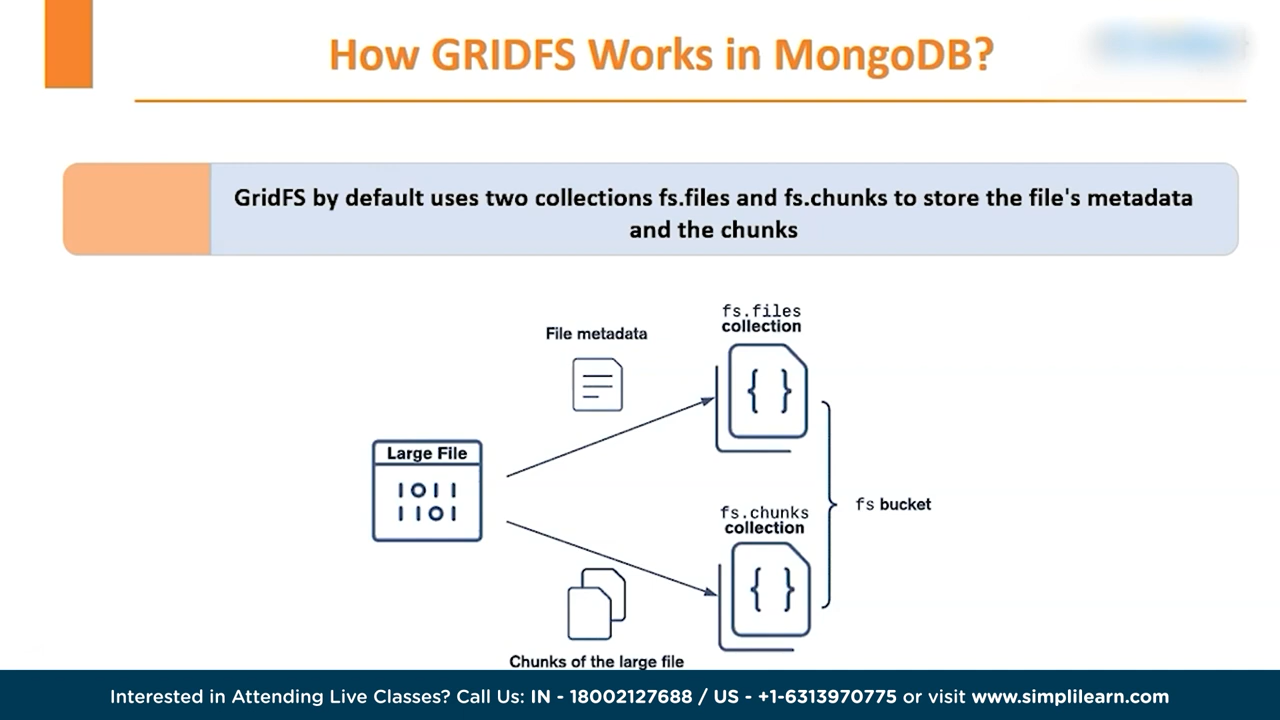 How GRIDFS Works in MongoDB?
GridFS by default uses two collections fs.files and fs.chunks to store the file's metadata
and the chunks
File metadata
fs.files
collection
Large File
1011
1101
fs bucket
fs.chunks
collection
Chunks of the large file
Interested in Attending Live Classes? Call Us: IN - 18002127688 / US - +1-6313970775 or visit www.simplilearn.com